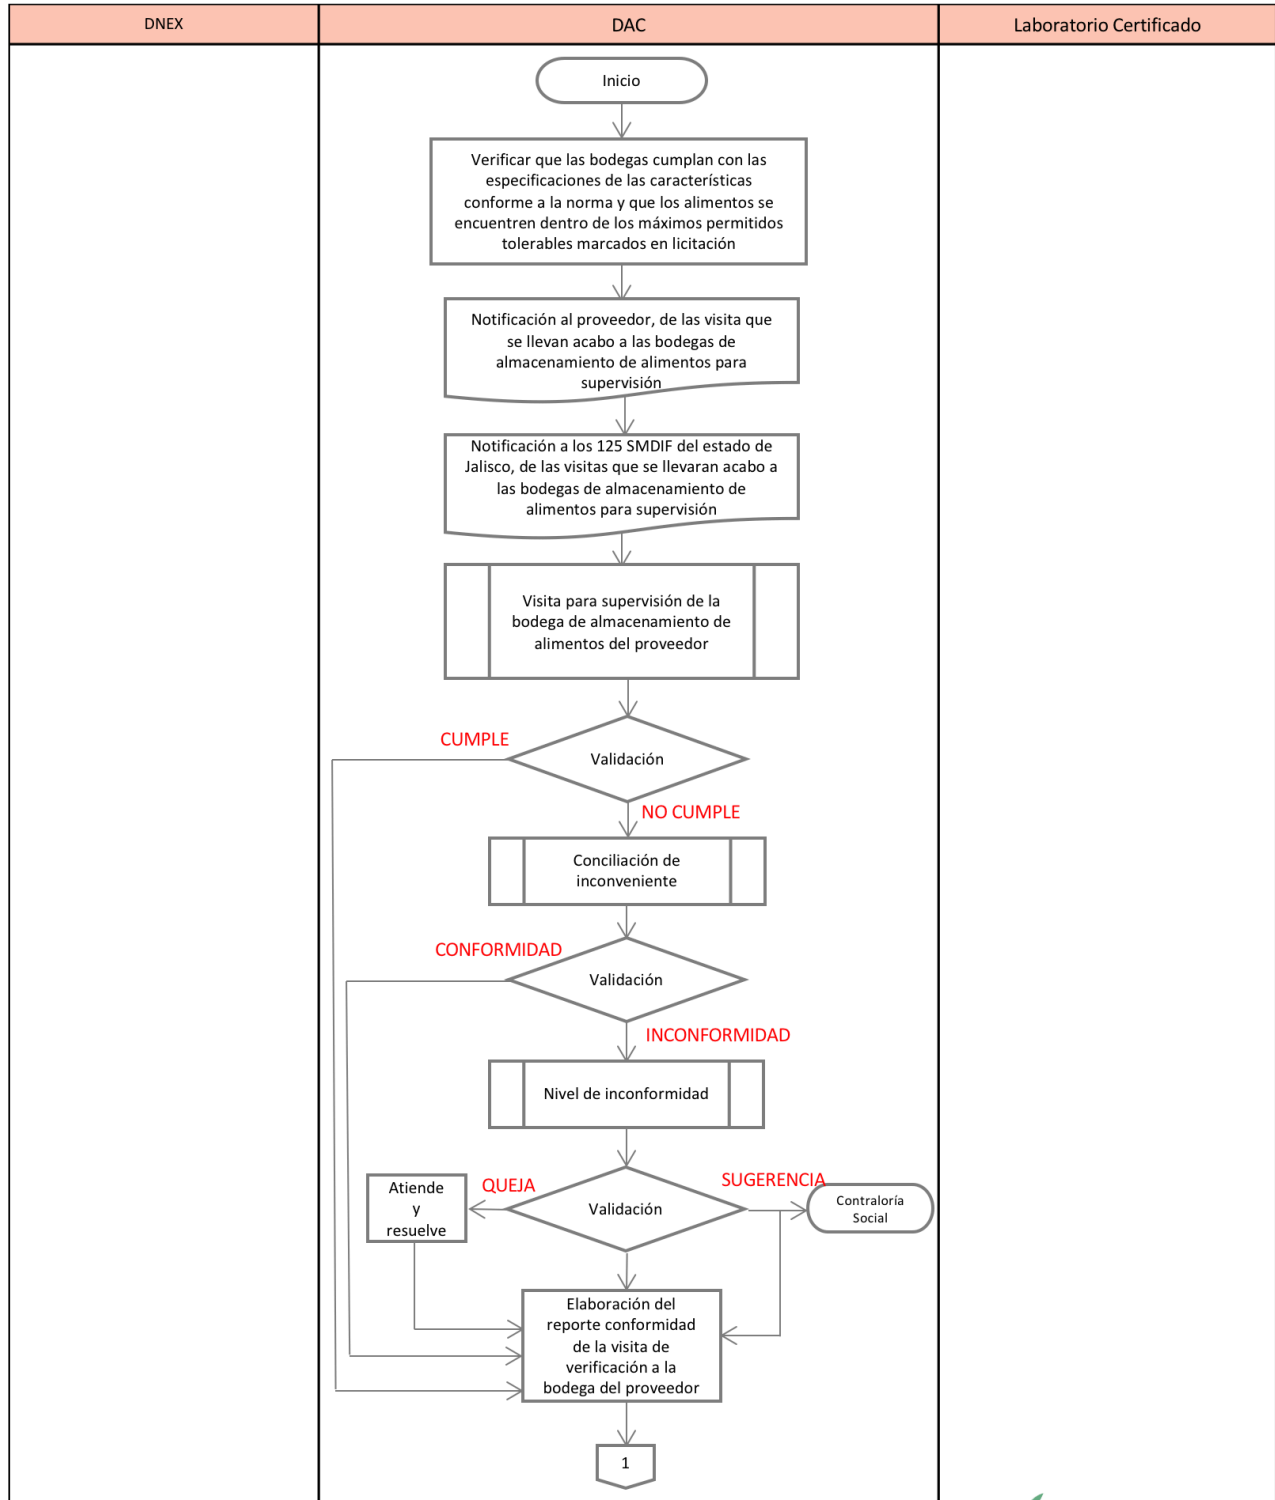 DNEX
DAC
Laboratorio Certificado
Inicio
Verificar que las bodegas cumplan con las
especificaciones de las características
conforme a la norma y que los alimentos se
encuentren dentro de los máximos permitidos
tolerables marcados en licitación
Notificación al proveedor, de las visita que
se llevan acabo a las bodegas de
almacenamiento de alimentos para
supervisión
Notificación a los 125 SMDIF del estado de
Jalisco, de las visitas que se llevaran acabo a
las bodegas de almacenamiento de
alimentos para supervisión
Visita para supervisión de la
bodega de almacenamiento de
alimentos del proveedor
CUMPLE
Validación
NO CUMPLE
Conciliación de
inconveniente
CONFORMIDAD
Validación
INCONFORMIDAD
Nivel de inconformidad
QUEJA
SUGERENCIA
Atiende
y
resuelve
Validación
Contraloría
Social
Elaboración del
reporte conformidad
de la visita de
verificación a la
bodega del proveedor
1